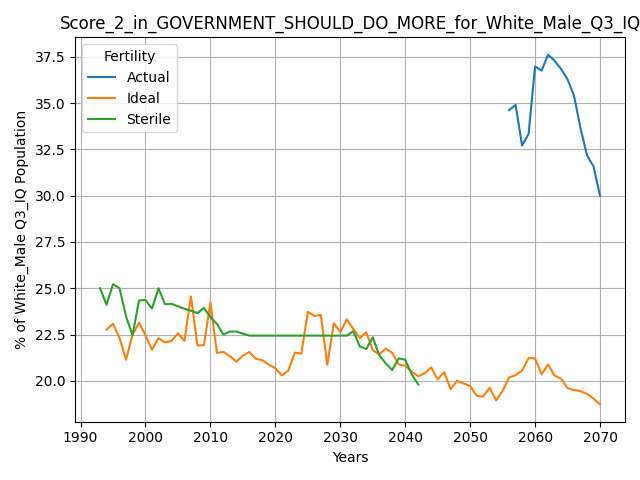 Score_2_in_GOVERNMENT_SHOULD_DO_MORE_for_White_Male_Q3_IQ
% of White_Male Q3_IQ Population
Fertility
Actual
Ideal
Sterile
37.5
35.0
32.5
30.0
27.5
25.0
22.5
20.0
1990 2000 2010 2020 2030 2040 2050 2060 2070
Years